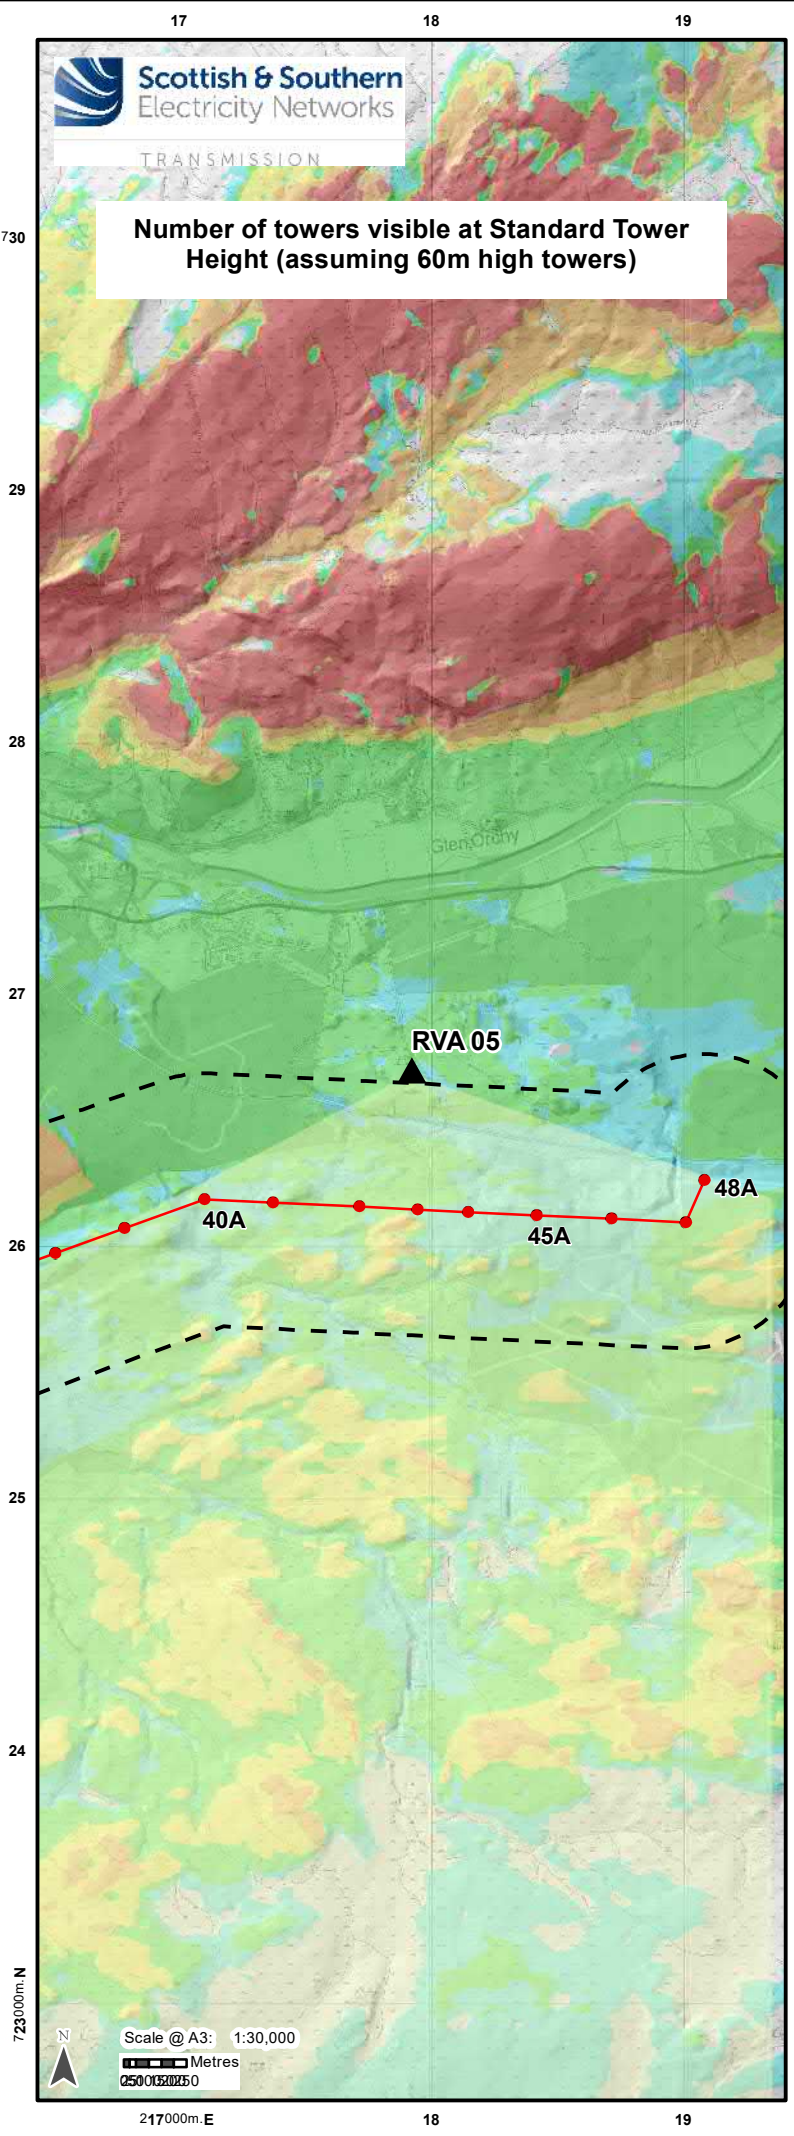 17 18 19
Scottish & Southern
Electricity Networks
TRANSMISSION
Number of towers visible at Standard Tower
Height (assuming 60m high towers)
730
29
28
Glen Orchy
27
RVA 05
48A
40A
45A
26
25
24
723000m.N
N
Scale @ A3: 1:30,000
Metres
217000m.E 18 19